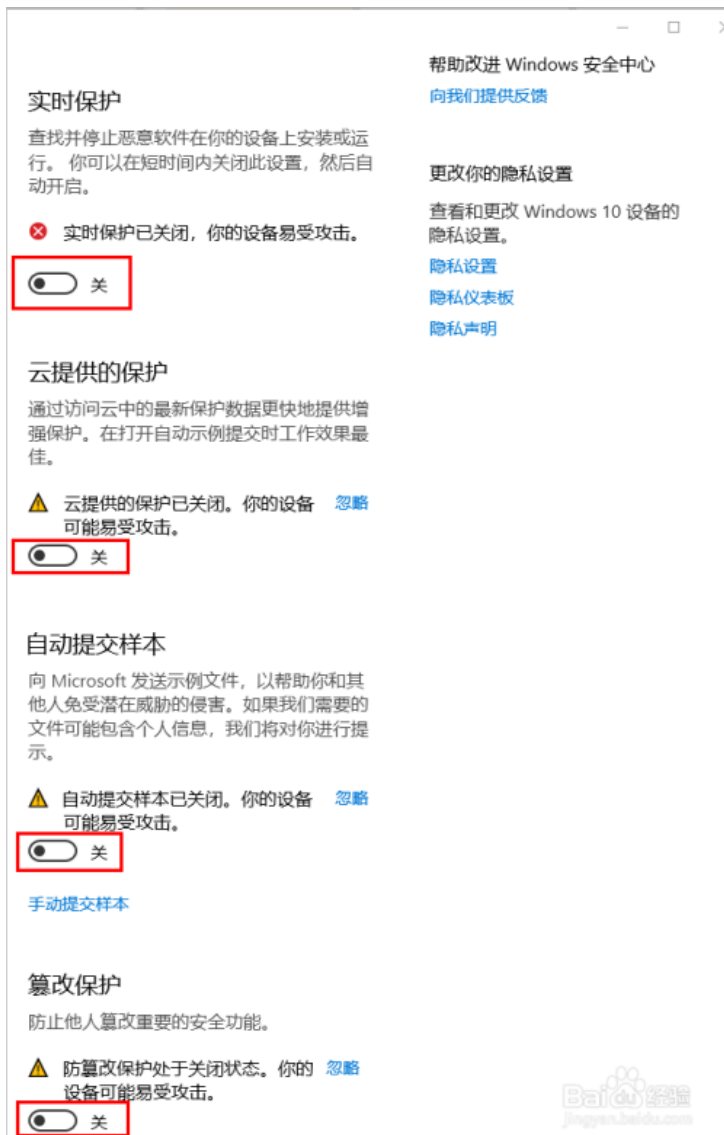 实时保护
查找并停止恶意软件在你的设备上安装或运
行。 你可以在短时间内关闭此设置，然后自
动开启。
实时保护已关闭，你的设备易受攻击。
关
云提供的保护
通过访问云中的最新保护数据更快地提供增
强保护。在打开自动示例提交时工作效果最
佳。
云提供的保护已关闭。你的设备 忽略
可能易受攻击。
关
自动提交样本
向 Microsoft 发送示例文件，以帮助你和其
他人免受潜在威胁的侵害。如果我们需要的
文件可能包含个人信息，我们将对你进行提
示。
自动提交样本已关闭。你的设备 忽略
可能易受攻击。
关
手动提交样本
篡改保护
防止他人篡改重要的安全功能。
防篡改保护处于关闭状态。你的 忽略
设备可能易受攻击。
关
帮助改进 Windows 安全中心
向我们提供反馈
更改你的隐私设置
查看和更改 Windows 10 设备的
隐私设置。
隐私设置
隐私仪表板
隐私声明
Baidu 经验
jingyan.baidu.com